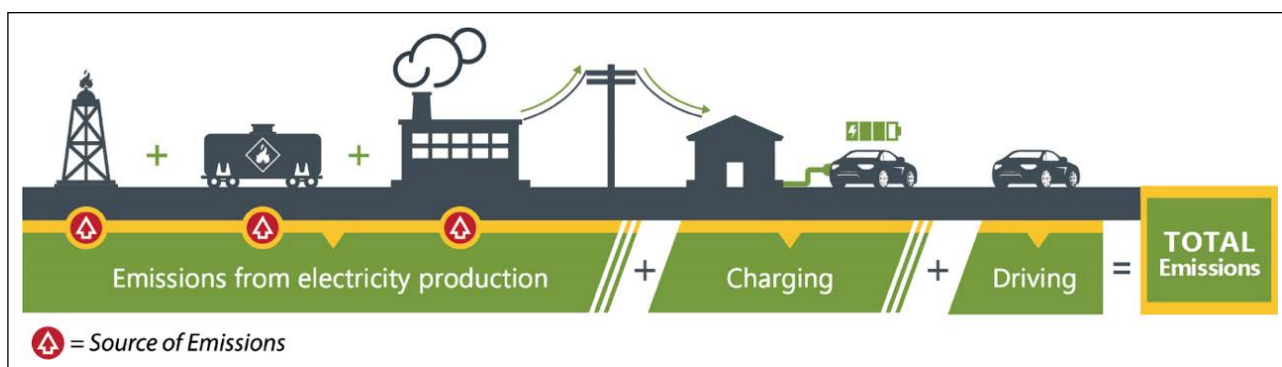 Emissions from electricity production + Charging + Driving = TOTAL
Emissions
= Source of Emissions